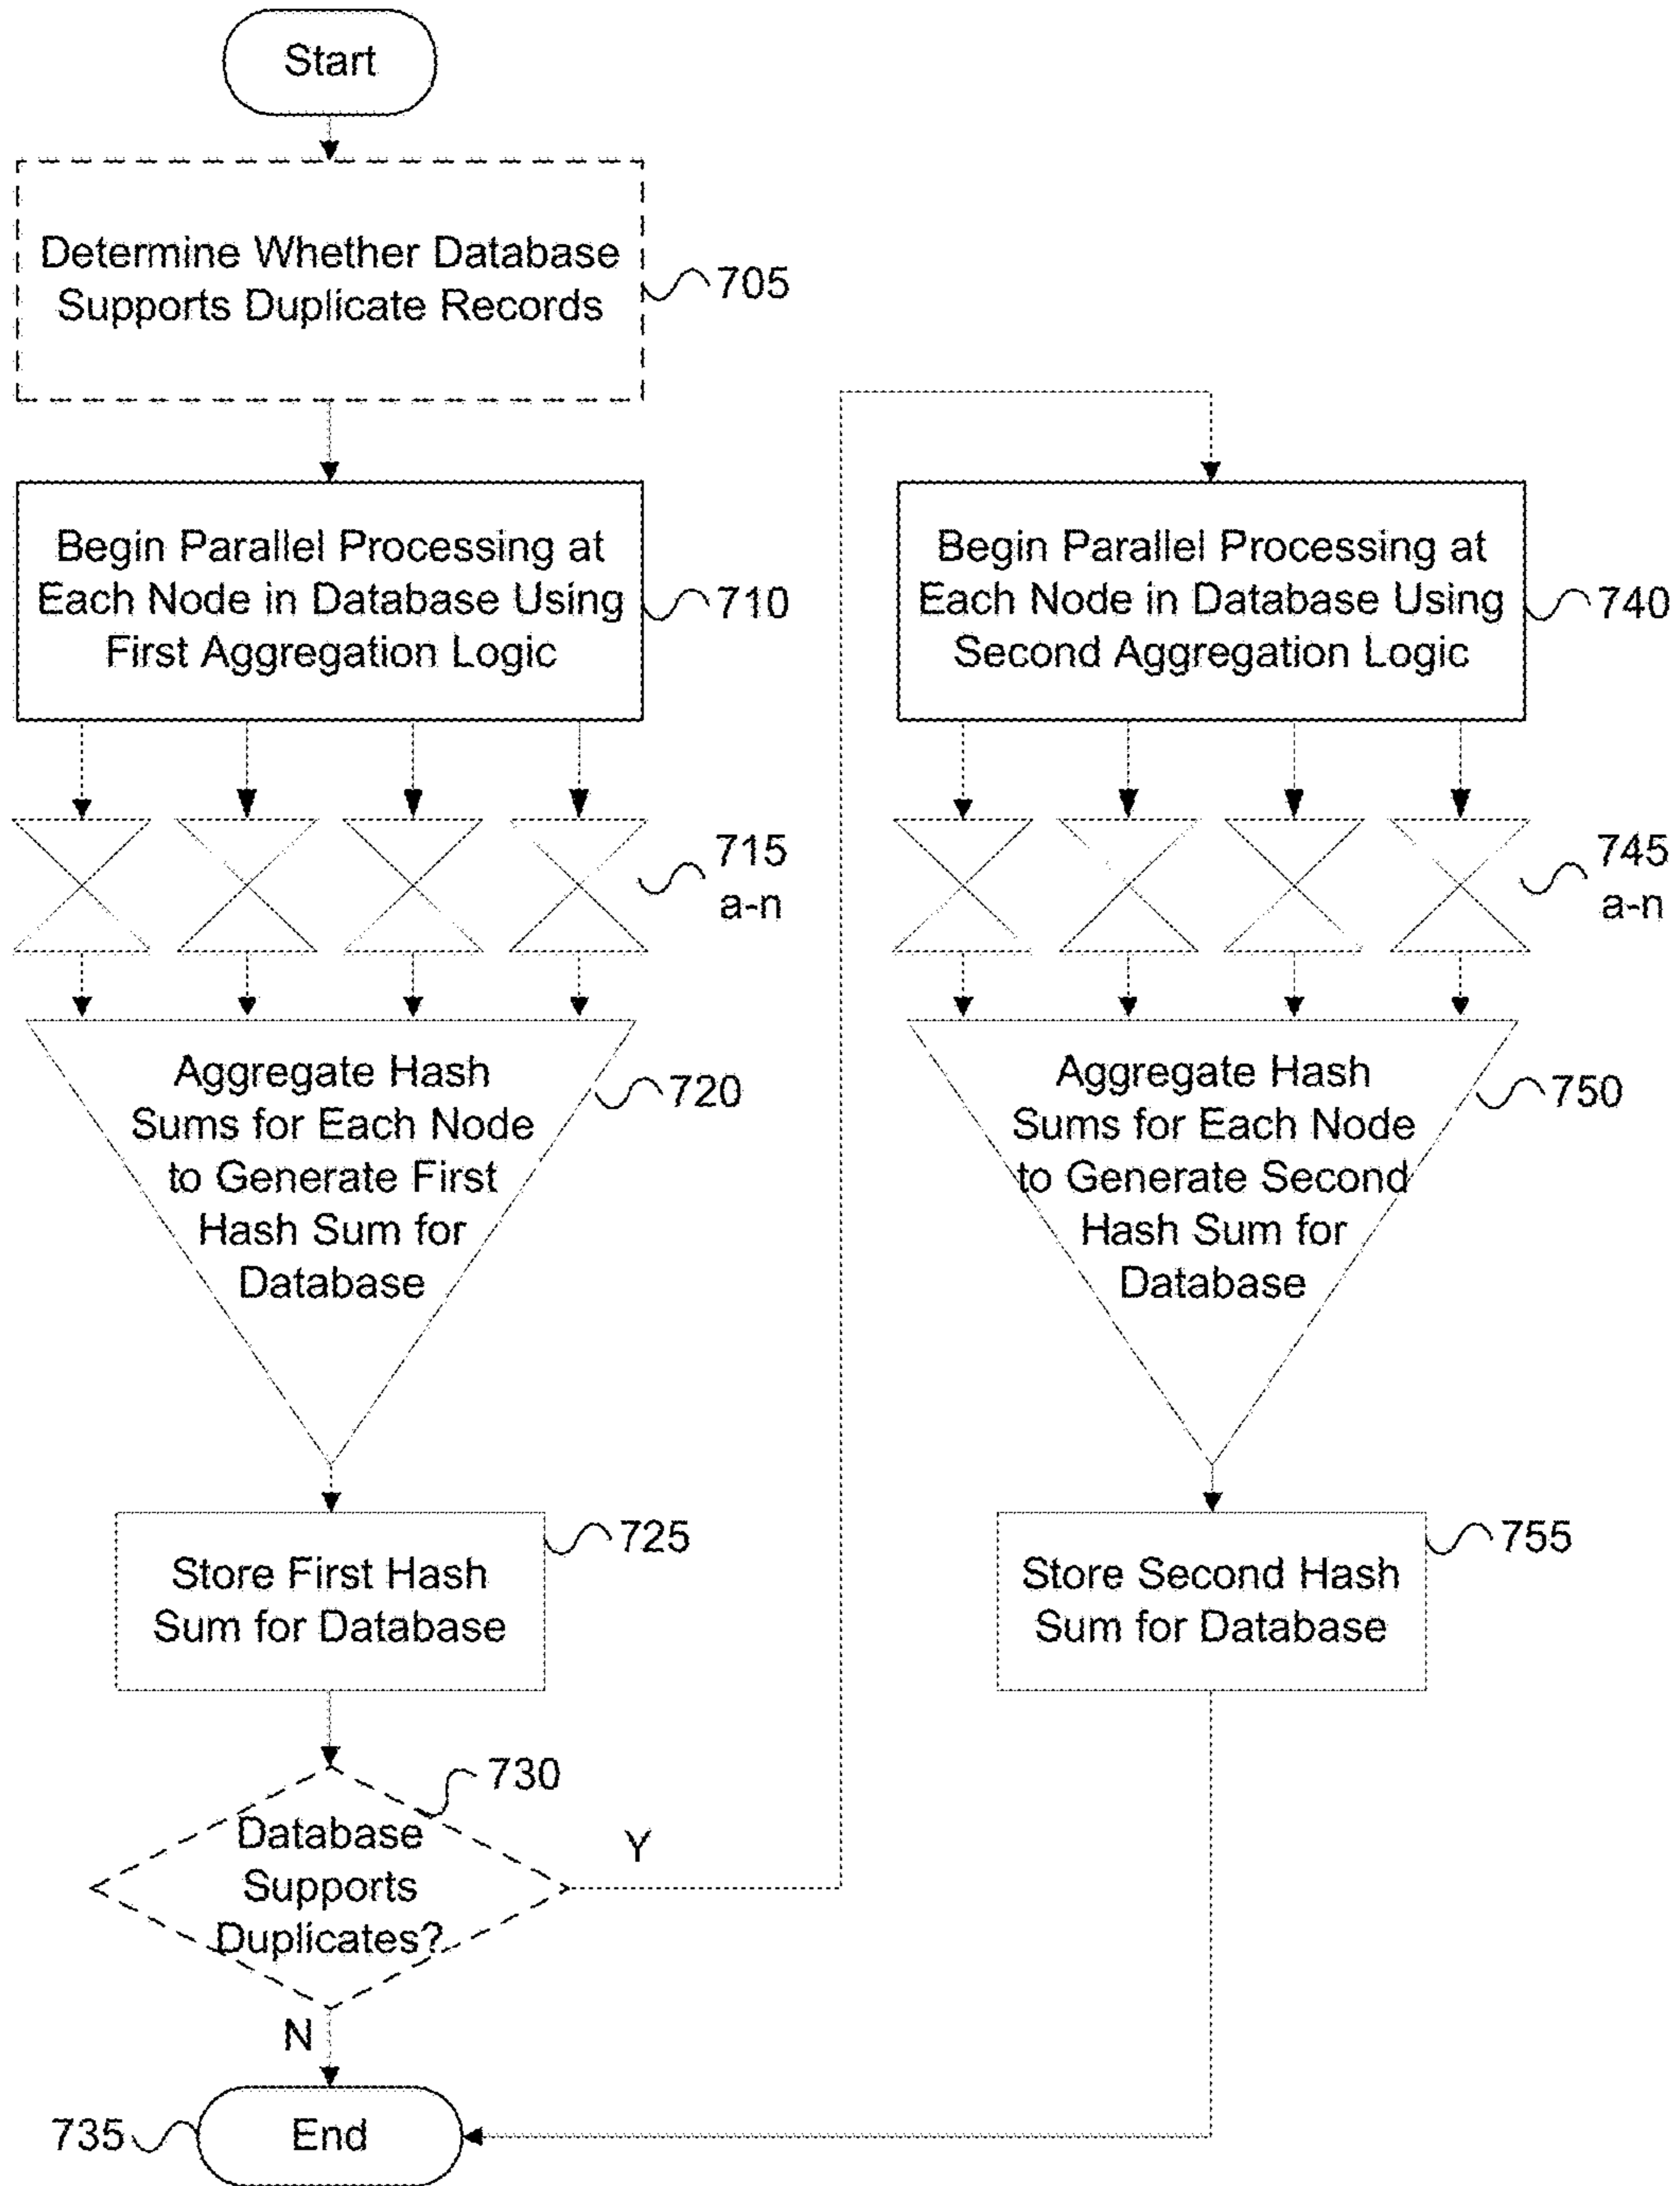 Start
Determine Whether Database
Supports Duplicate Records
705
Begin Parallel Processing at
Each Node in Database Using
First Aggregation Logic
710
715
a-n
Aggregate Hash
Sums for Each Node
to Generate First
Hash Sum for
Database
720
Store First Hash
Sum for Database
725
Database
Supports
Duplicates?
730
Y
N
End
735
Begin Parallel Processing at
Each Node in Database Using
Second Aggregation Logic
740
745
a-n
Aggregate Hash
Sums for Each Node
to Generate Second
Hash Sum for
Database
750
Store Second Hash
Sum for Database
755